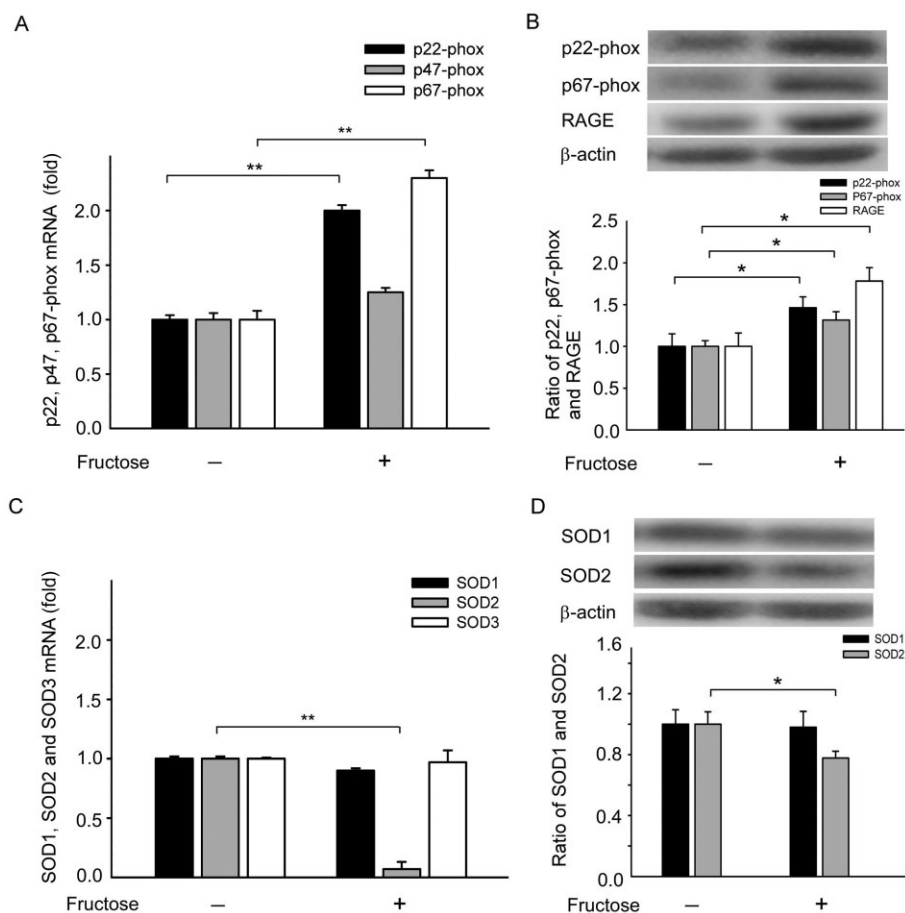 A
p22-phox
p47-phox
p67-phox
**
**
p22, p47, p67-phox mRNA (fold)
2.0
1.0
0.5
0.0
Fructose
—
+
B
p22-phox
p67-phox
RAGE
β-actin
p22-phox
P67-phox
RAGE
*
*
*
Ratio of p22, p67-phox
and RAGE
2.5
2.0
1.5
1.0
0.5
0.0
Fructose
—
+
C
SOD1
SOD2
SOD3
**
SOD1, SOD2 and SOD3 mRNA (fold)
2.0
1.0
0.5
0.0
Fructose
—
+
D
SOD1
SOD2
β-actin
SOD1
SOD2
*
Ratio of SOD1 and SOD2
1.6
1.2
0.8
0.4
0.0
Fructose
—
+